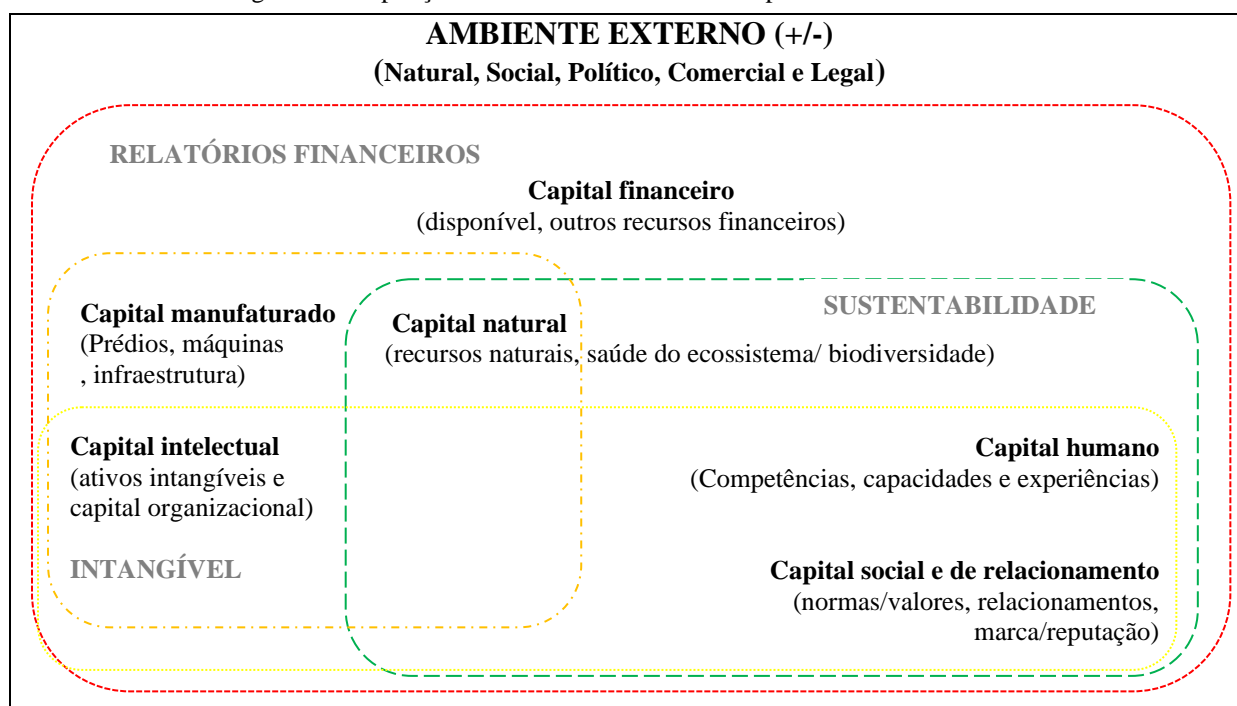 AMBIENTE EXTERNO (+/-)
(Natural, Social, Político, Comercial e Legal)
RELATÓRIOS FINANCEIROS
Capital financeiro
(disponível, outros recursos financeiros)
SUSTENTABILIDADE
Capital manufaturado
(Prédios, máquinas
, infraestrutura)
Capital natural
(recursos naturais, saúde do ecossistema/ biodiversidade)
Capital intelectual
(ativos intangíveis e
capital organizacional)
Capital humano
(Competências, capacidades e experiências)
INTANGÍVEL
Capital social e de relacionamento
(normas/valores, relacionamentos,
marca/reputação)